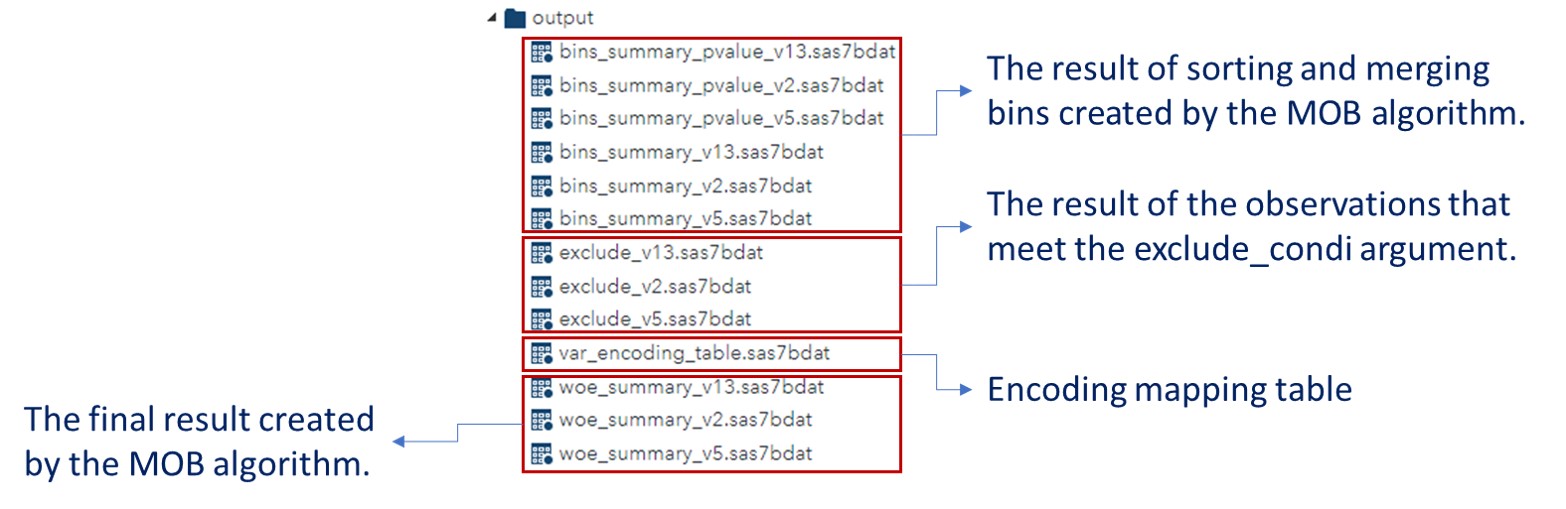 output
bins_summary_pvalue_v13.sas7bdat
bins_summary_pvalue_v2.sas7bdat
bins_summary_pvalue_v5.sas7bdat
bins_summary_v13.sas7bdat
bins_summary_v2.sas7bdat
bins_summary_v5.sas7bdat
The result of sorting and merging
bins created by the MOB algorithm.
exclude_v13.sas7bdat
exclude_v2.sas7bdat
exclude_v5.sas7bdat
The result of the observations that
meet the exclude_condi argument.
var_encoding_table.sas7bdat
Encoding mapping table
woe_summary_v13.sas7bdat
woe_summary_v2.sas7bdat
woe_summary_v5.sas7bdat
The final result created
by the MOB algorithm.